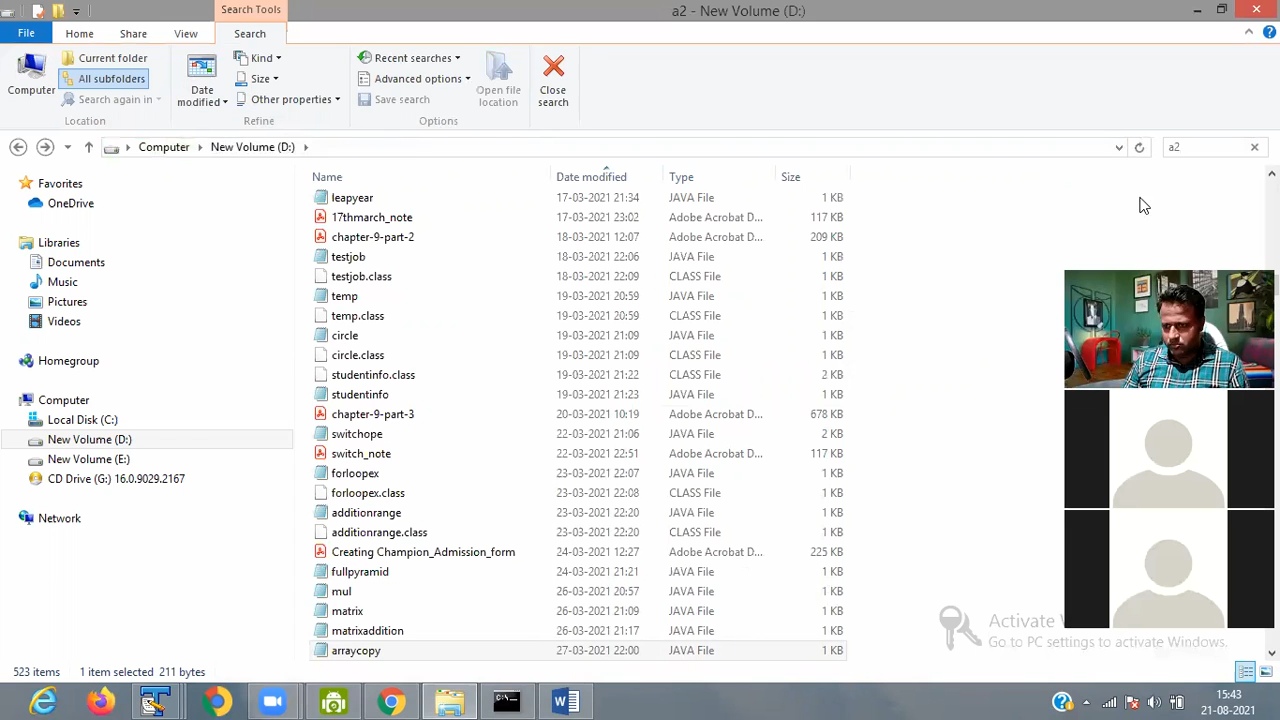 Search Tools
a2 - New Volume (D:)
File
Home
Share
View
Search
Computer
Current folder
All subfolders
Search again in
Location
Date modified
Kind
Size
Other properties
Refine
Recent searches
Advanced options
Save search
Options
Open file location
Close search
Computer
New Volume (D:)
a2
Favorites
OneDrive
Libraries
Documents
Music
Pictures
Videos
Homegroup
Computer
Local Disk (C:)
New Volume (D:)
New Volume (E:)
CD Drive (G:) 16.0.9029.2167
Network
Name Date modified Type Size
leapyear 17-03-2021 21:34 JAVA File 1 KB
17thmarch_note 17-03-2021 23:02 Adobe Acrobat D... 117 KB
chapter-9-part-2 18-03-2021 12:07 Adobe Acrobat D... 209 KB
testjob 18-03-2021 22:06 JAVA File 1 KB
testjob.class 18-03-2021 22:09 CLASS File 1 KB
temp 19-03-2021 20:59 JAVA File 1 KB
temp.class 19-03-2021 20:59 CLASS File 1 KB
circle 19-03-2021 21:09 JAVA File 1 KB
circle.class 19-03-2021 21:09 CLASS File 1 KB
studentinfo.class 19-03-2021 21:22 CLASS File 2 KB
studentinfo 19-03-2021 21:23 JAVA File 1 KB
chapter-9-part-3 20-03-2021 10:19 Adobe Acrobat D... 678 KB
switchope 22-03-2021 21:06 JAVA File 2 KB
switch_note 22-03-2021 22:51 Adobe Acrobat D... 117 KB
forloopex 23-03-2021 22:07 JAVA File 1 KB
forloopex.class 23-03-2021 22:08 CLASS File 1 KB
additionrange 23-03-2021 22:20 JAVA File 1 KB
additionrange.class 23-03-2021 22:20 CLASS File 1 KB
Creating Champion_Admission_form 24-03-2021 12:27 Adobe Acrobat D... 225 KB
fullpyramid 24-03-2021 21:21 JAVA File 1 KB
mul 26-03-2021 20:57 JAVA File 1 KB
matrix 26-03-2021 21:09 JAVA File 1 KB
matrixaddition 26-03-2021 21:17 JAVA File 1 KB
arraycopy 27-03-2021 22:00 JAVA File 1 KB
Activate W
Go to PC settings to activate Windows.
523 items 1 item selected 211 bytes
15:43
21-08-2021